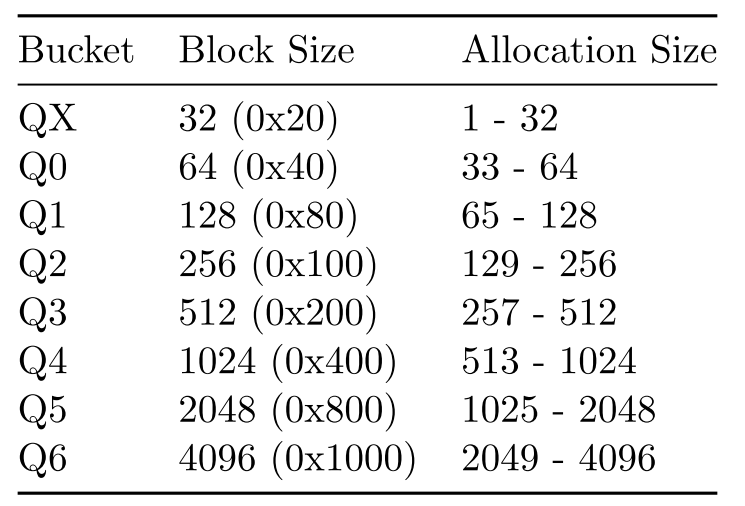 Bucket Block Size Allocation Size
QX 32 (0x20) 1 - 32
Q0 64 (0x40) 33 - 64
Q1 128 (0x80) 65 - 128
Q2 256 (0x100) 129 - 256
Q3 512 (0x200) 257 - 512
Q4 1024 (0x400) 513 - 1024
Q5 2048 (0x800) 1025 - 2048
Q6 4096 (0x1000) 2049 - 4096